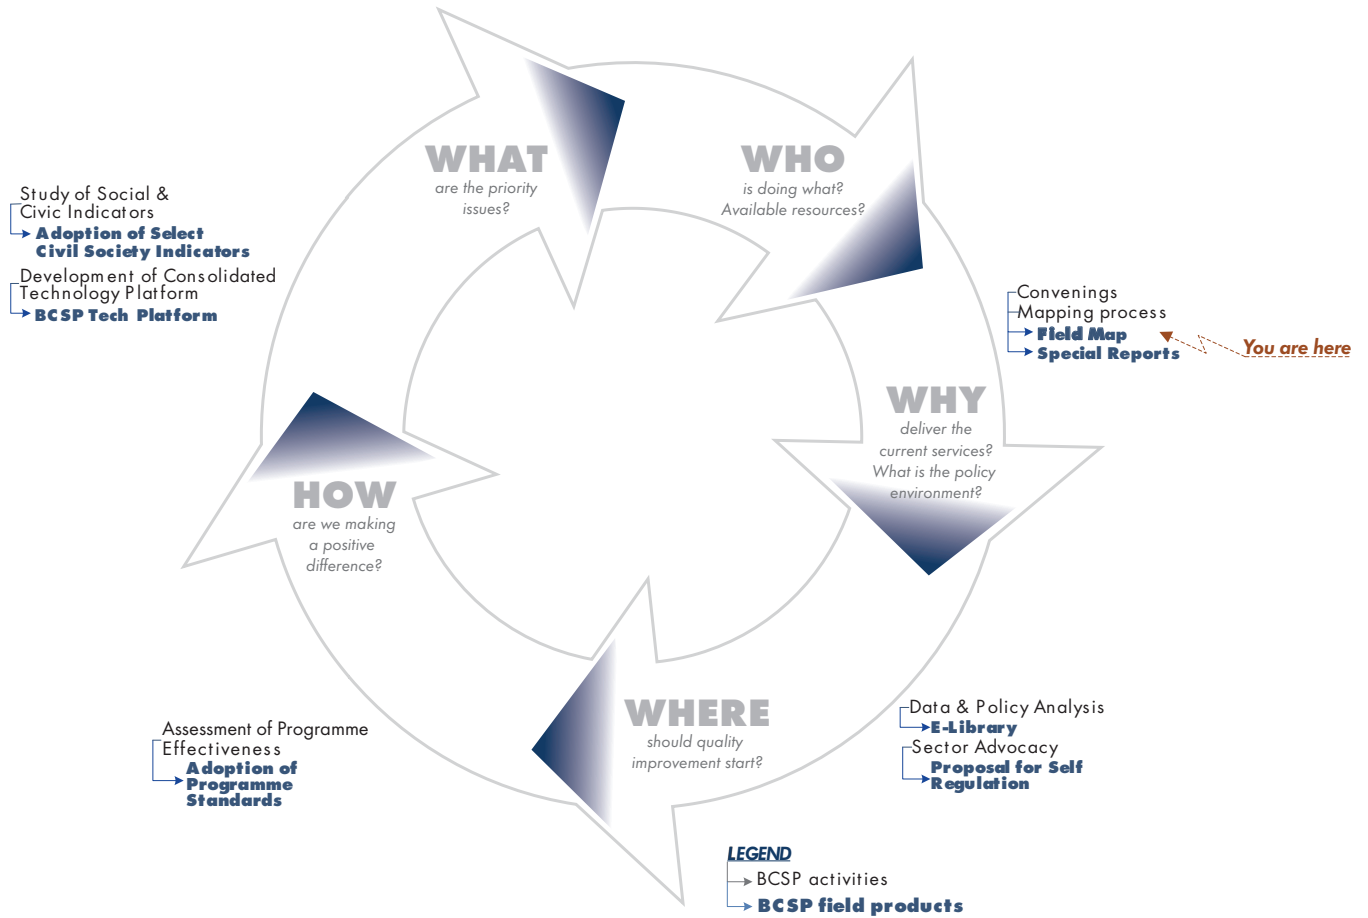 WHAT
are the priority
issues?
WHO
is doing what?
Available resources?
Study of Social &
Civic Indicators
Adoption of Select
Civil Society Indicators
Development of Consolidated
Technology Platform
BCSP Tech Platform
Convenings
Mapping process
Field Map
Special Reports
You are here
WHY
deliver the
current services?
What is the policy
environment?
HOW
are we making
a positive
difference?
WHERE
should quality
improvement start?
Data & Policy Analysis
E-Library
Sector Advocacy
Proposal for Self
Regulation
Assessment of Programme
Effectiveness
Adoption of
Programme
Standards
LEGEND
BCSP activities
BCSP field products